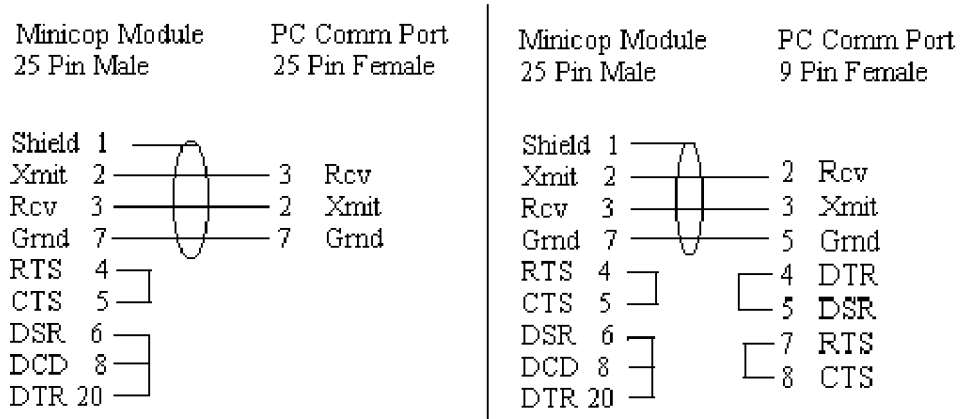 Minicop Module PC Comm Port
25 Pin Male 25 Pin Female
Shield 1
Xmit 2 3 Rcv
Rcv 3 2 Xmit
Grnd 7 7 Grnd
RTS 4
CTS 5
DSR 6
DCD 8
DTR 20
Minicop Module PC Comm Port
25 Pin Male 9 Pin Female
Shield 1
Xmit 2 2 Rcv
Rcv 3 3 Xmit
Grnd 7 5 Grnd
RTS 4 4 DTR
CTS 5 5 DSR
DSR 6 7 RTS
DCD 8 8 CTS
DTR 20